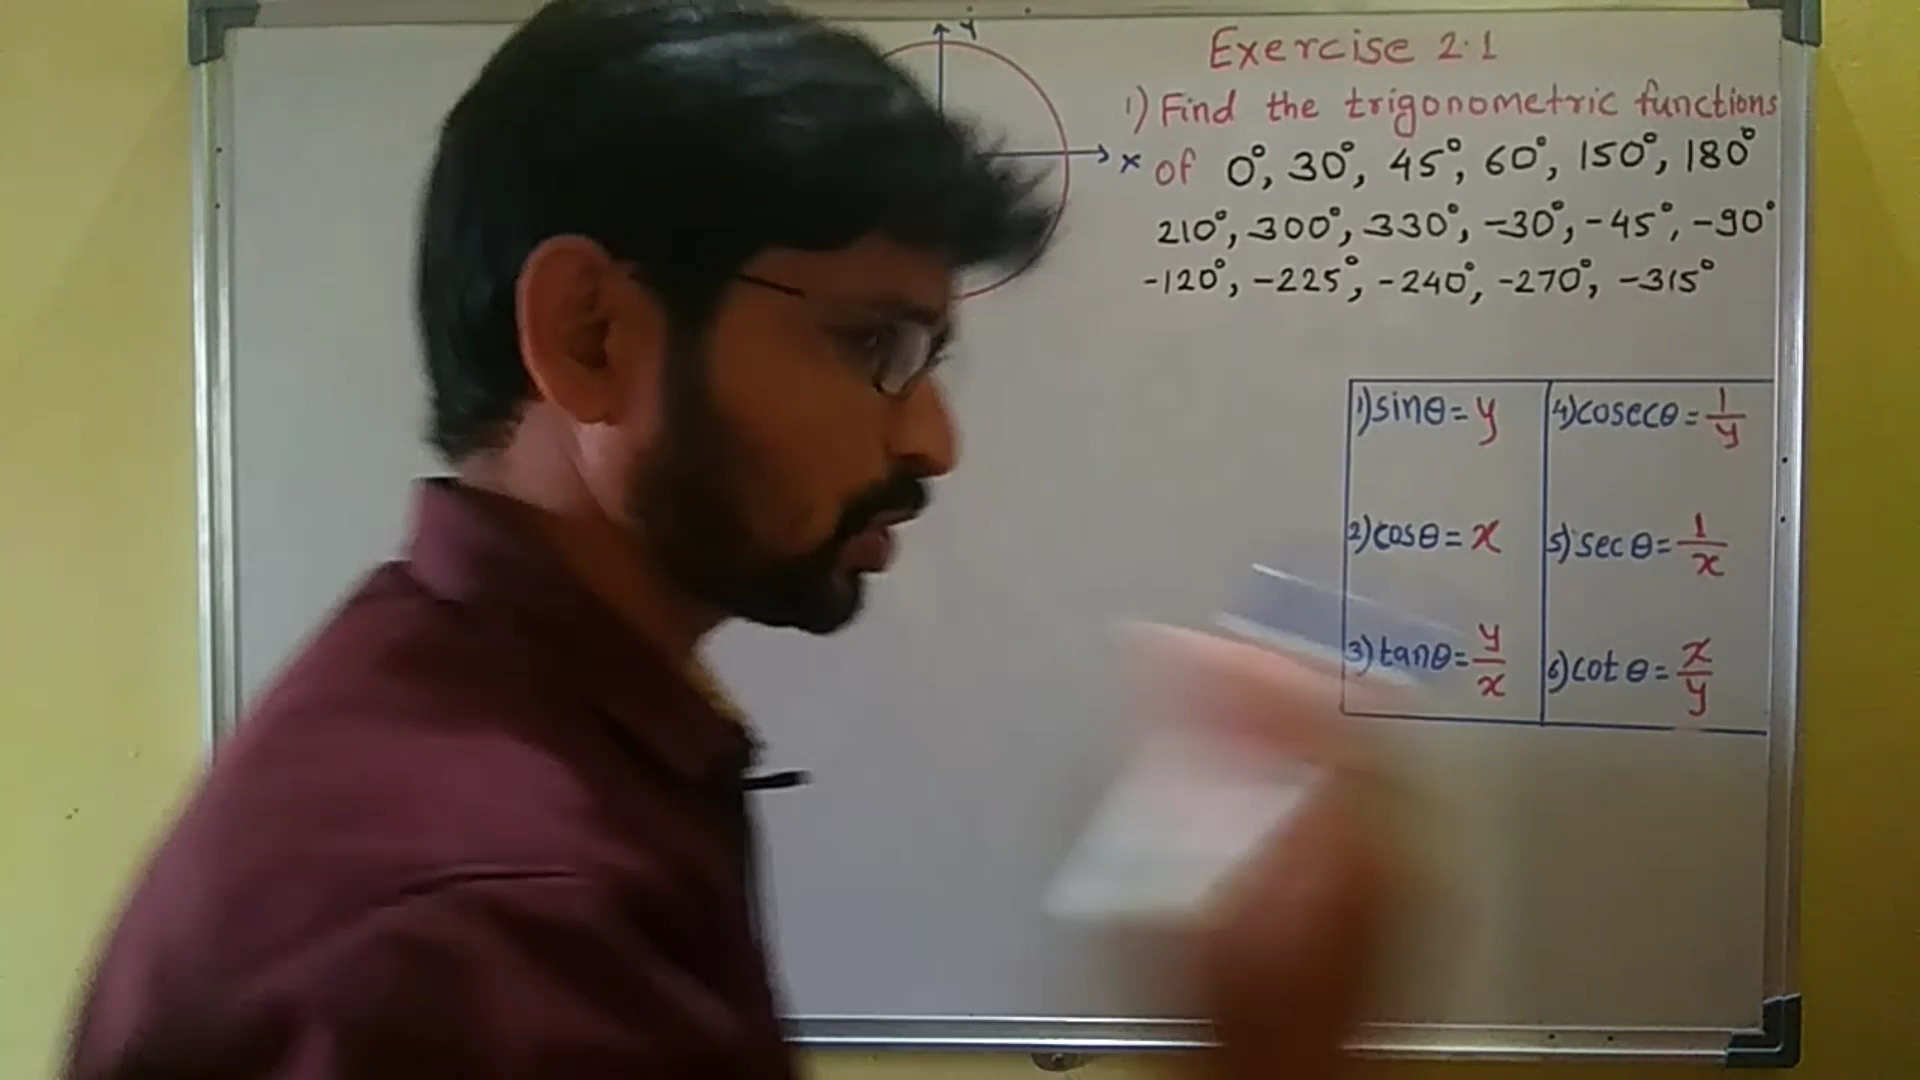 y
x
Exercise 2.1
1) Find the trigonometric functions
of 0°, 30°, 45°, 60°, 150°, 180°
210°, 300°, 330°, -30°, -45°, -90°
-120°, -225°, -240°, -270°, -315°
1) sinθ = y
4) cosecθ = 1/y
2) cosθ = x
5) secθ = 1/x
3) tanθ = y/x
6) cotθ = x/y